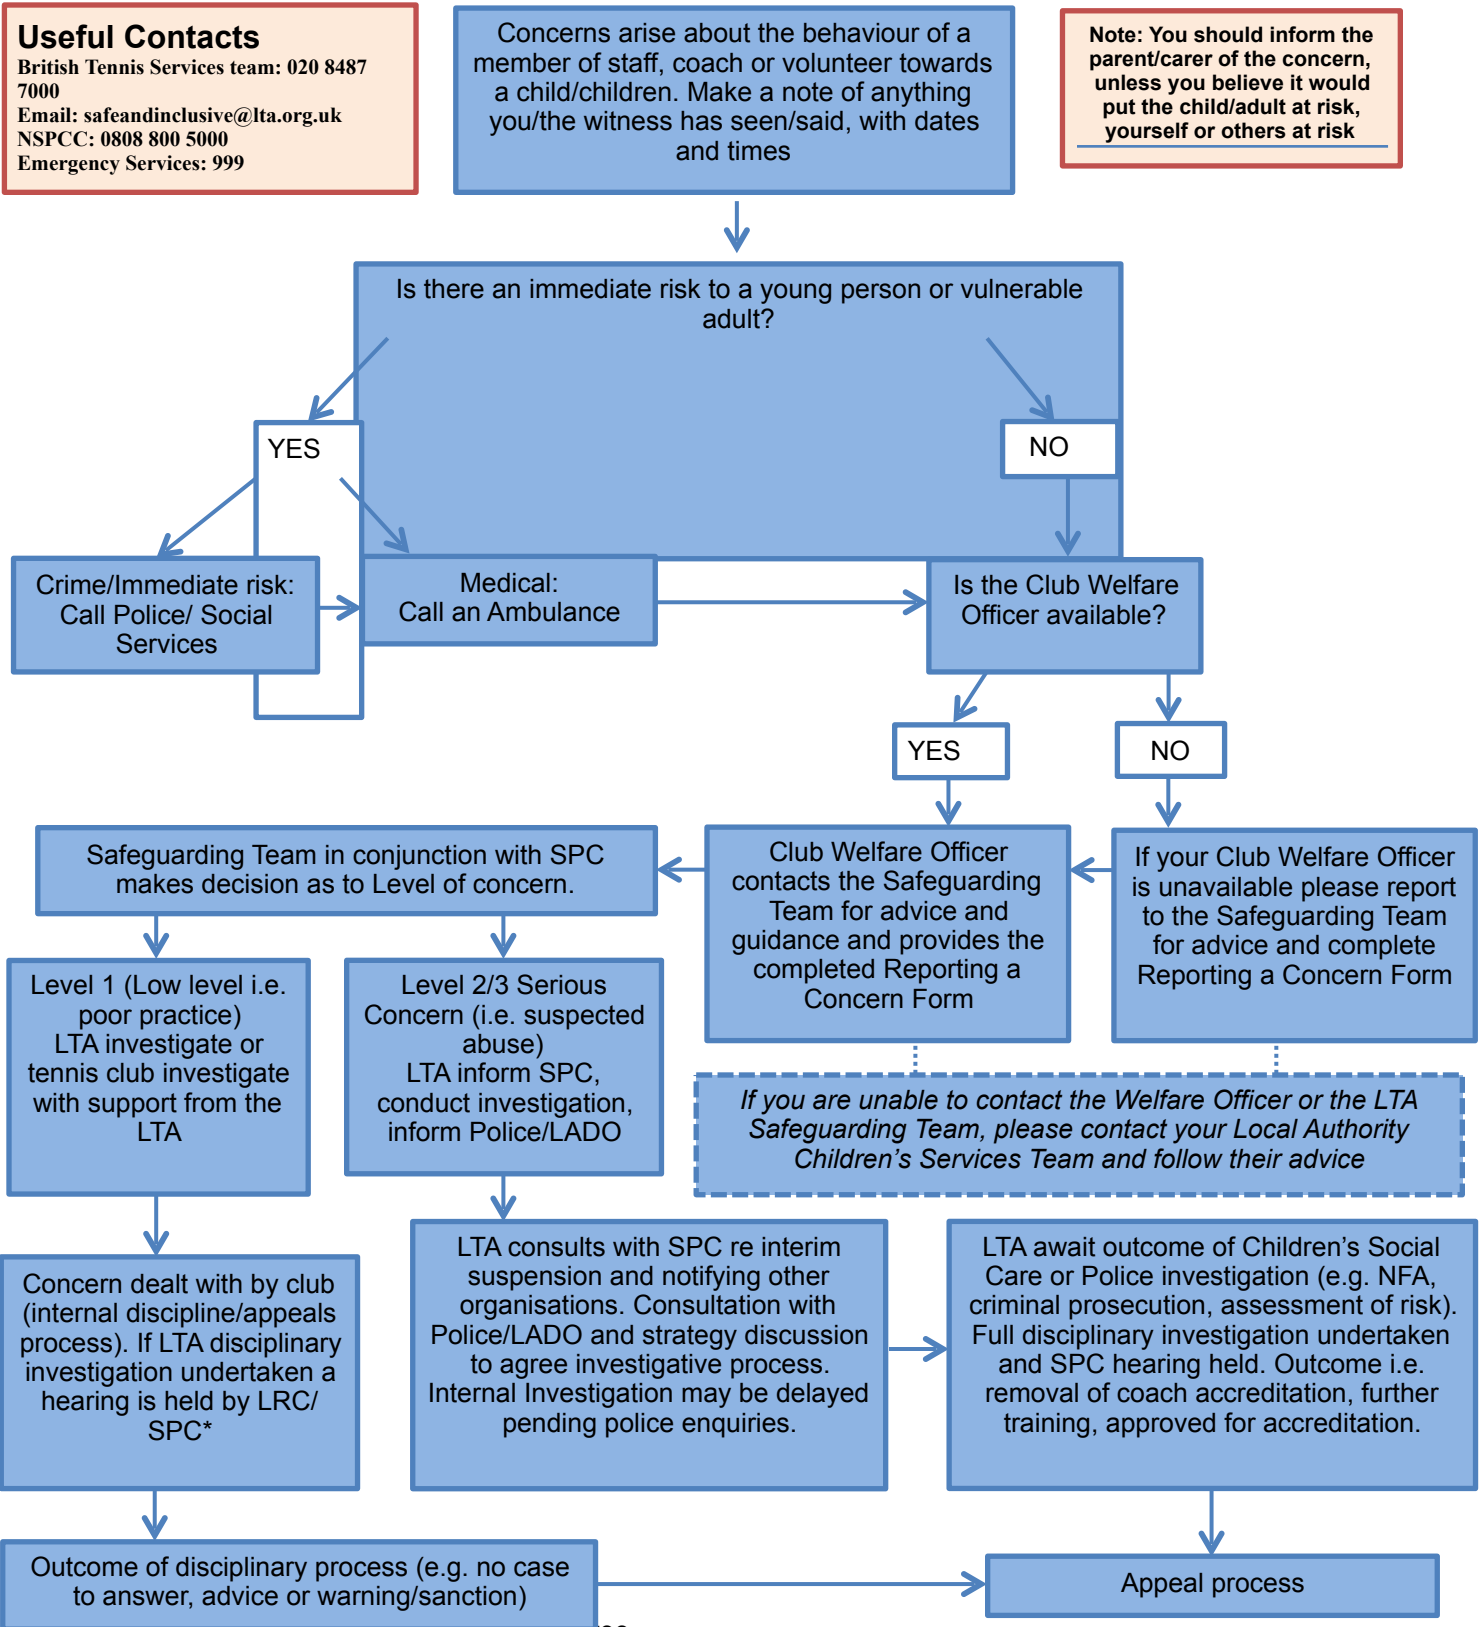 Useful Contacts
British Tennis Services team: 020 8487
7000
Email: safeandinclusive@lta.org.uk
NSPCC: 0808 800 5000
Emergency Services: 999
Concerns arise about the behaviour of a
member of staff, coach or volunteer towards
a child/children. Make a note of anything
you/the witness has seen/said, with dates
and times
Note: You should inform the
parent/carer of the concern,
unless you believe it would
put the child/adult at risk,
yourself or others at risk
Is there an immediate risk to a young person or vulnerable
adult?
YES
NO
Crime/Immediate risk:
Call Police/ Social
Services
Medical:
Call an Ambulance
Is the Club Welfare
Officer available?
YES
NO
Safeguarding Team in conjunction with SPC
makes decision as to Level of concern.
Club Welfare Officer
contacts the Safeguarding
Team for advice and
guidance and provides the
completed Reporting a
Concern Form
If your Club Welfare Officer
is unavailable please report
to the Safeguarding Team
for advice and complete
Reporting a Concern Form
Level 1 (Low level i.e.
poor practice)
LTA investigate or
tennis club investigate
with support from the
LTA
Level 2/3 Serious
Concern (i.e. suspected
abuse)
LTA inform SPC,
conduct investigation,
inform Police/LADO
If you are unable to contact the Welfare Officer or the LTA
Safeguarding Team, please contact your Local Authority
Children's Services Team and follow their advice
Concern dealt with by club
(internal discipline/appeals
process). If LTA disciplinary
investigation undertaken a
hearing is held by LRC/
SPC*
LTA consults with SPC re interim
suspension and notifying other
organisations. Consultation with
Police/LADO and strategy discussion
to agree investigative process.
Internal Investigation may be delayed
pending police enquiries.
LTA await outcome of Children's Social
Care or Police investigation (e.g. NFA,
criminal prosecution, assessment of risk).
Full disciplinary investigation undertaken
and SPC hearing held. Outcome i.e.
removal of coach accreditation, further
training, approved for accreditation.
Outcome of disciplinary process (e.g. no case
to answer, advice or warning/sanction)
Appeal process